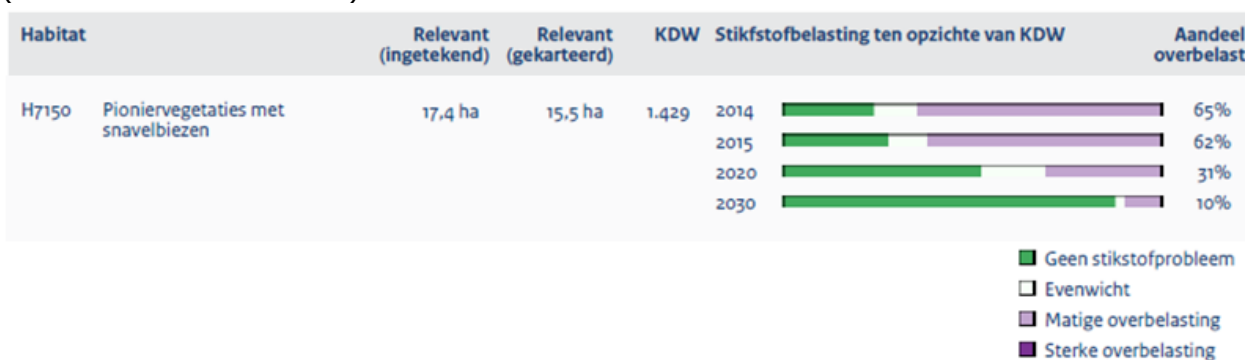 Habitat Relevant (ingetekend) Relevant (gekarteerd) KDW Stikfstofbelasting ten opzichte van KDW Aandeel overbelast
H7150 Pioniervegetaties met snavelbiezen 17,4 ha 15,5 ha 1.429 2014 65%
2015 62%
2020 31%
2030 10%
Geen stikstofprobleem
Evenwicht
Matige overbelasting
Sterke overbelasting